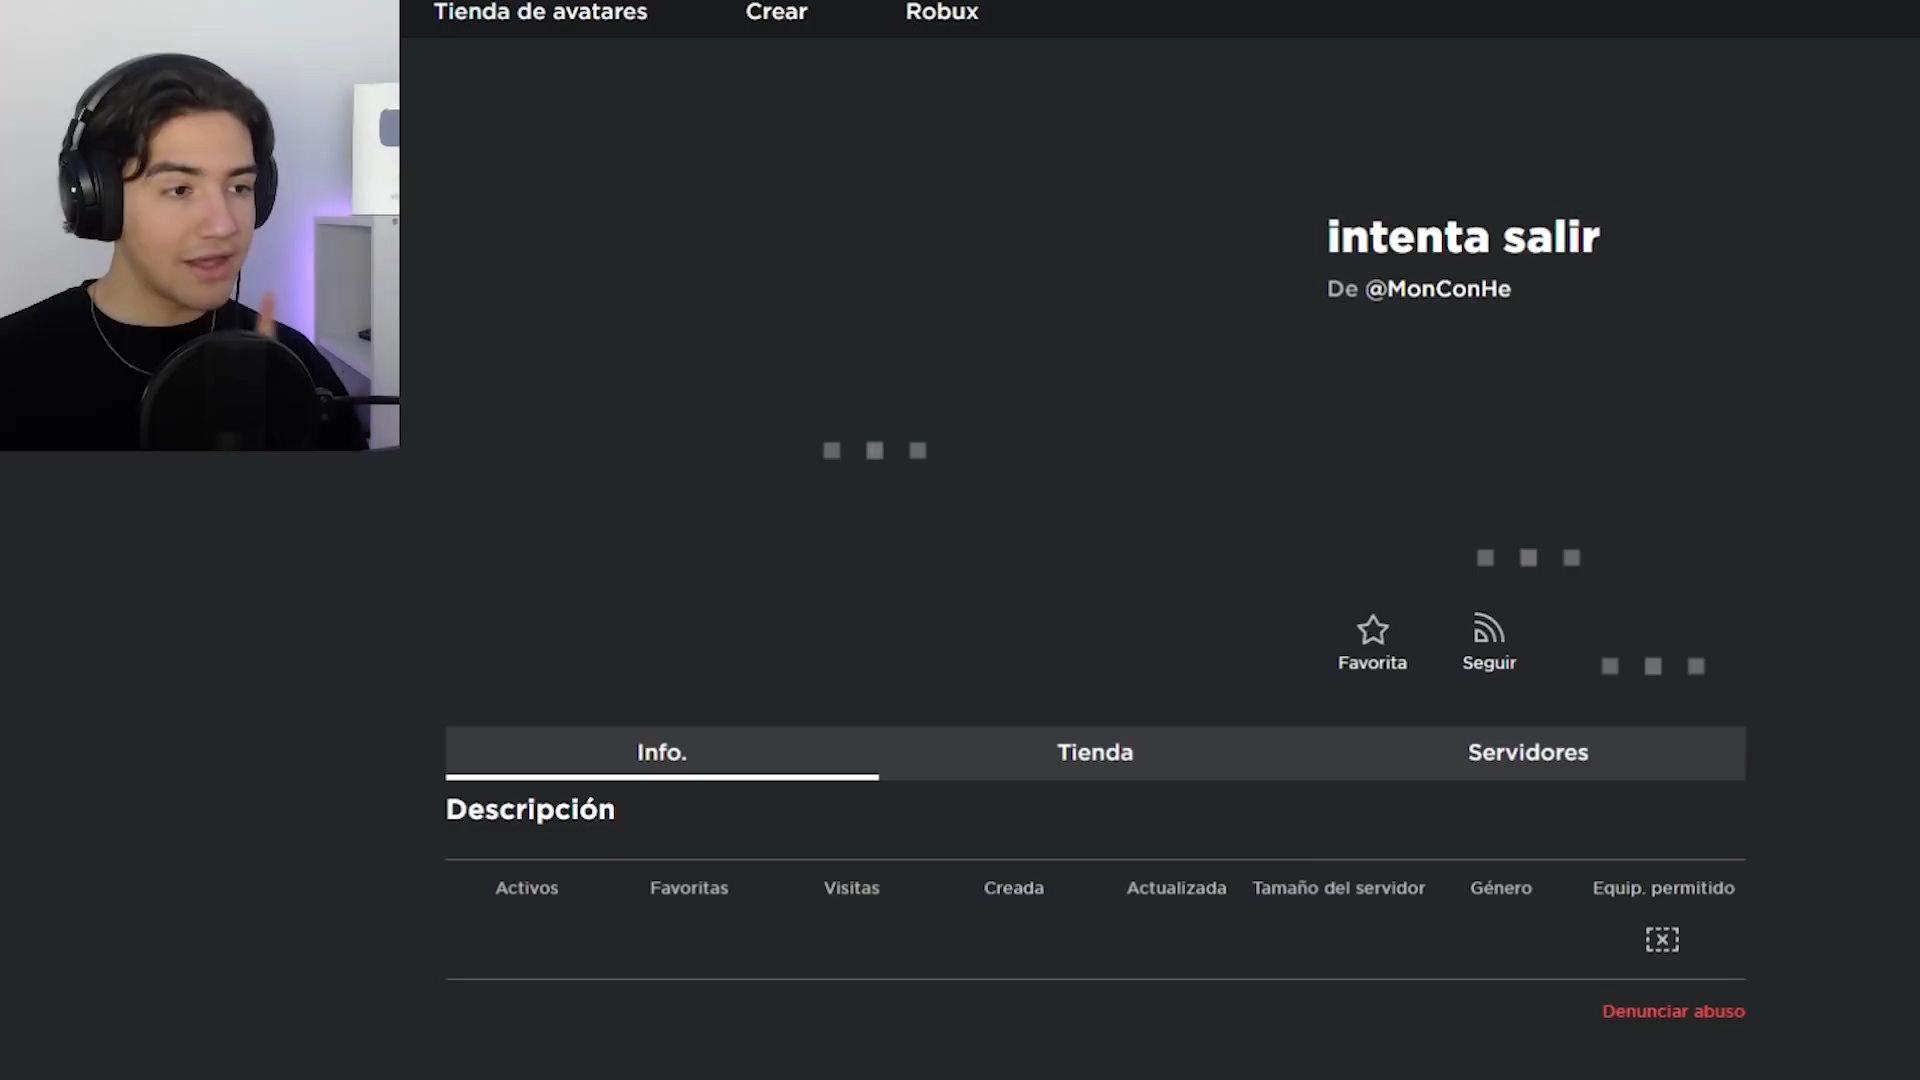 Tienda de avatares
Crear
Robux
intenta salir
De @MonConHe
Favorita
Seguir
Info.
Tienda
Servidores
Descripción
Activos
Favoritas
Visitas
Creada
Actualizada
Tamaño del servidor
Género
Equip. permitido
Denunciar abuso